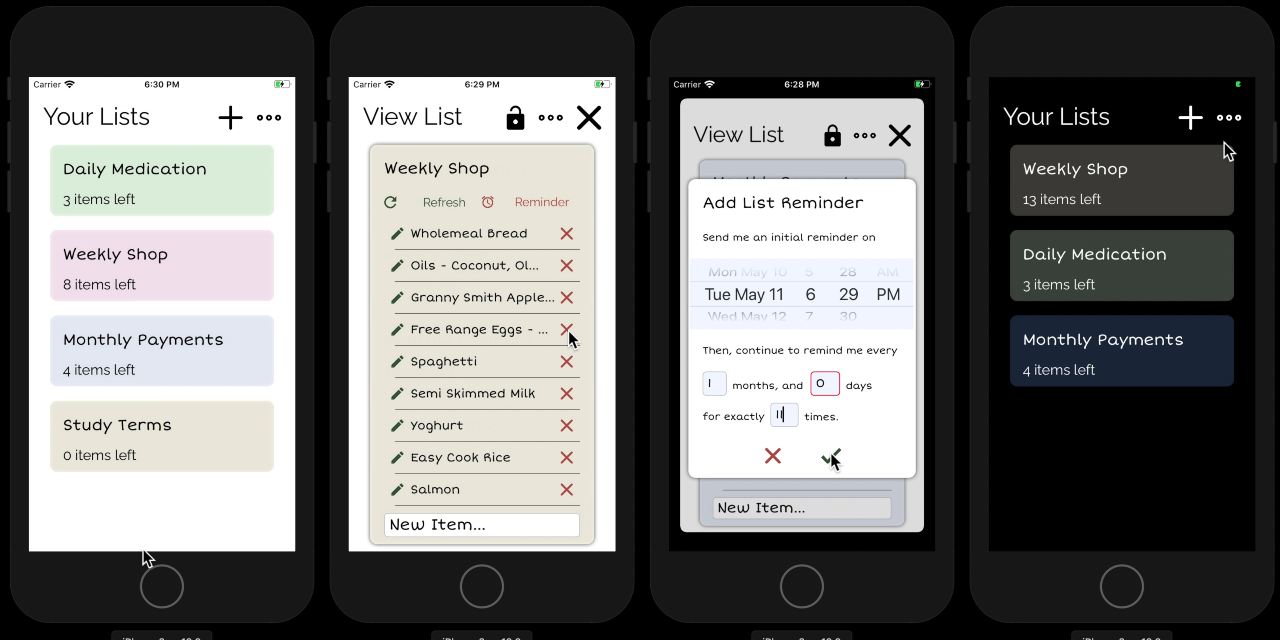 Carrier 6:30 PM
Your Lists
Daily Medication
3 items left
Weekly Shop
8 items left
Monthly Payments
4 items left
Study Terms
0 items left
Carrier 6:29 PM
View List
Weekly Shop
Refresh Reminder
Wholemeal Bread
Oils - Coconut, Ol...
Granny Smith Apple...
Free Range Eggs - ...
Spaghetti
Semi Skimmed Milk
Yoghurt
Easy Cook Rice
Salmon
New Item...
Carrier 6:28 PM
View List
Add List Reminder
Send me an initial reminder on
Mon May 10 5 28 AM
Tue May 11 6 29 PM
Wed May 12 7 30
Then, continue to remind me every
1 months, and 0 days
for exactly 11 times.
New Item...
Your Lists
Weekly Shop
13 items left
Daily Medication
3 items left
Monthly Payments
4 items left